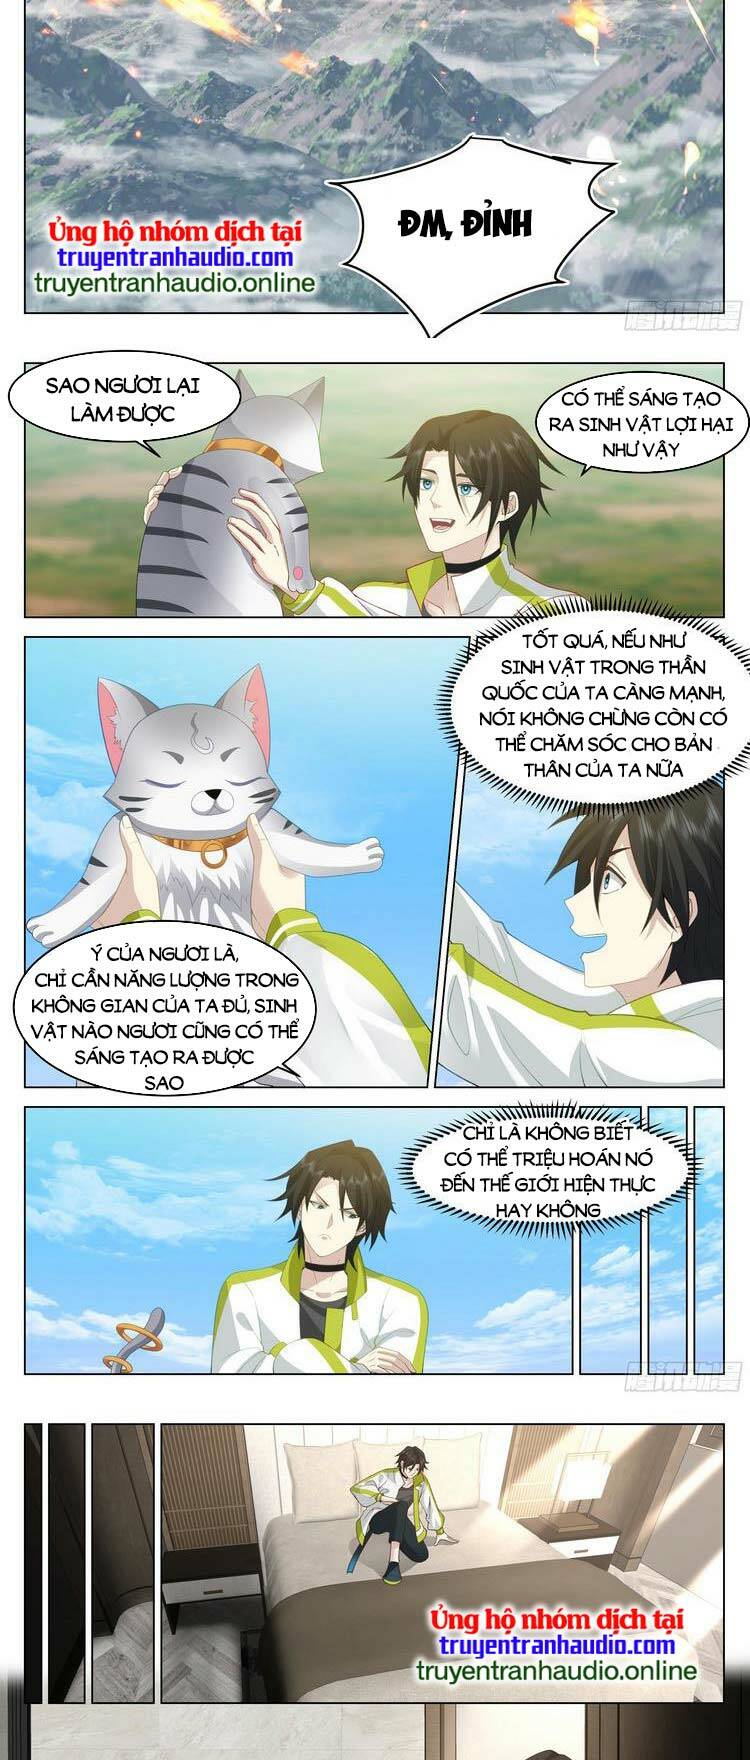 ĐM, ĐỈNH
Ủng hộ nhóm dịch tại
truyentranhaudio.com
truyentranhaudio.online
SAO NGƯƠI LẠI
LÀM ĐƯỢC
CÓ THỂ SÁNG TẠO
RA SINH VẬT LỢI HẠI
NHƯ VẬY
TỐT QUÁ, NẾU NHƯ
SINH VẬT TRONG THẦN
QUỐC CỦA TA CÀNG MẠNH,
NÓI KHÔNG CHỪNG CÒN CÓ
THỂ CHĂM SÓC CHO BẢN
THÂN CỦA TA NỮA
Ý CỦA NGƯƠI LÀ,
CHỈ CẦN NĂNG LƯỢNG TRONG
KHÔNG GIAN CỦA TA ĐỦ, SINH
VẬT NÀO NGƯƠI CŨNG CÓ THỂ
SÁNG TẠO RA ĐƯỢC
SAO
CHỈ LÀ KHÔNG BIẾT
CÓ THỂ TRIỆU HOÁN NÓ
ĐẾN THẾ GIỚI HIỆN THỰC
HAY KHÔNG
Ủng hộ nhóm dịch tại
truyentranhaudio.com
truyentranhaudio.online